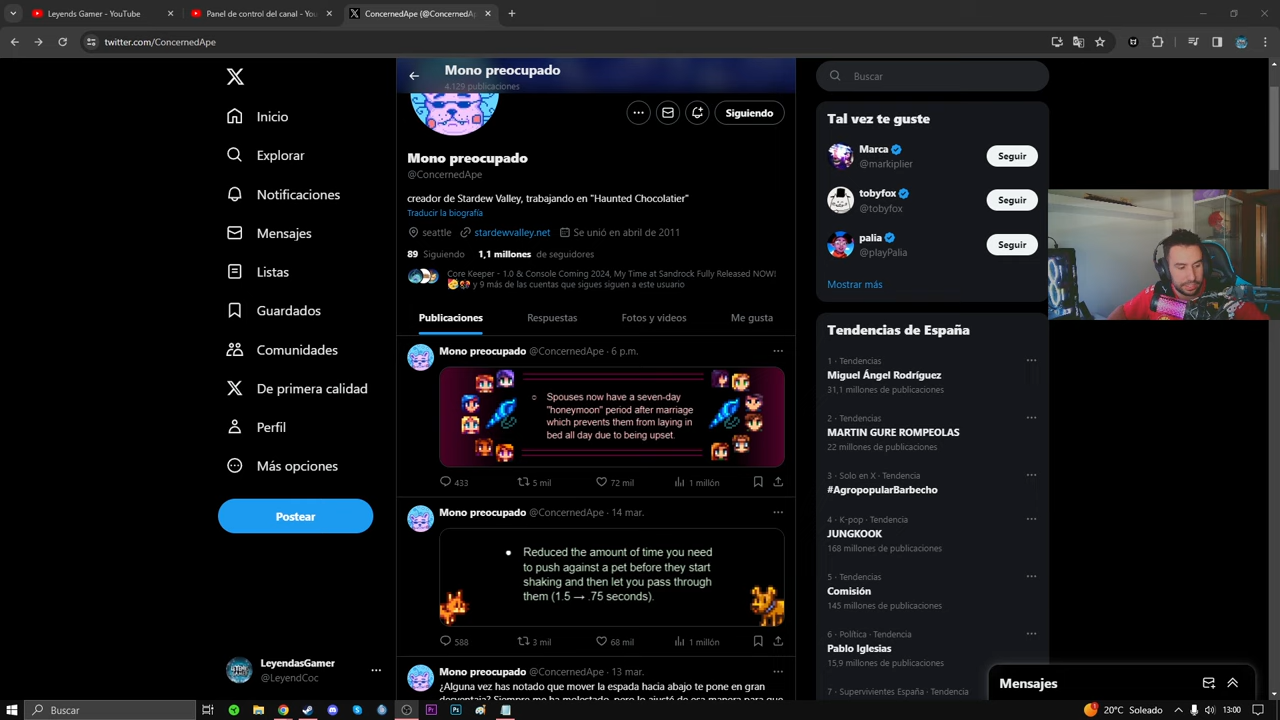 Leyends Gamer - YouTube
Panel de control del canal - You
ConcernedApe (@ConcernedA
twitter.com/ConcernedApe
Mono preocupado
4.129 publicaciones
Siguiendo
Mono preocupado
@ConcernedApe
creador de Stardew Valley, trabajando en "Haunted Chocolatier"
Traducir la biografía
seattle stardewvalley.net Se unió en abril de 2011
89 Siguiendo 1,1 millones de seguidores
Core Keeper - 1.0 & Console Coming 2024, My Time at Sandrock Fully Released NOW!
y 9 más de las cuentas que sigues siguen a este usuario
Publicaciones Respuestas Fotos y videos Me gusta
Mono preocupado @ConcernedApe · 6 p.m.
Spouses now have a seven-day
"honeymoon" period after marriage
which prevents them from laying in
bed all day due to being upset.
433 5 mil 72 mil 1 millón
Mono preocupado @ConcernedApe · 14 mar.
Reduced the amount of time you need
to push against a pet before they start
shaking and then let you pass through
them (1.5 → .75 seconds).
588 3 mil 68 mil 1 millón
Mono preocupado @ConcernedApe · 13 mar.
¿Alguna vez has notado que mover la espada hacia abajo te pone en gran
X
Inicio
Explorar
Notificaciones
Mensajes
Listas
Guardados
Comunidades
De primera calidad
Perfil
Más opciones
Postear
LeyendasGamer
@LeyendCoc
Buscar
Tal vez te guste
Marca
@markiplier
Seguir
tobyfox
@tobyfox
Seguir
palia
@playPalia
Seguir
Mostrar más
Tendencias de España
1 · Tendencias
Miguel Ángel Rodríguez
31,1 millones de publicaciones
2 · Tendencias
MARTIN GURE ROMPEOLAS
22 millones de publicaciones
3 · Solo en X · Tendencia
#AgropopularBarbecho
4 · K-pop · Tendencia
JUNGKOOK
168 millones de publicaciones
5 · Tendencias
Comisión
145 millones de publicaciones
6 · Política · Tendencia
Pablo Iglesias
15,9 millones de publicaciones
7 · Supervivientes España · Tendencia
Mensajes
Buscar
20°C Soleado
13:00